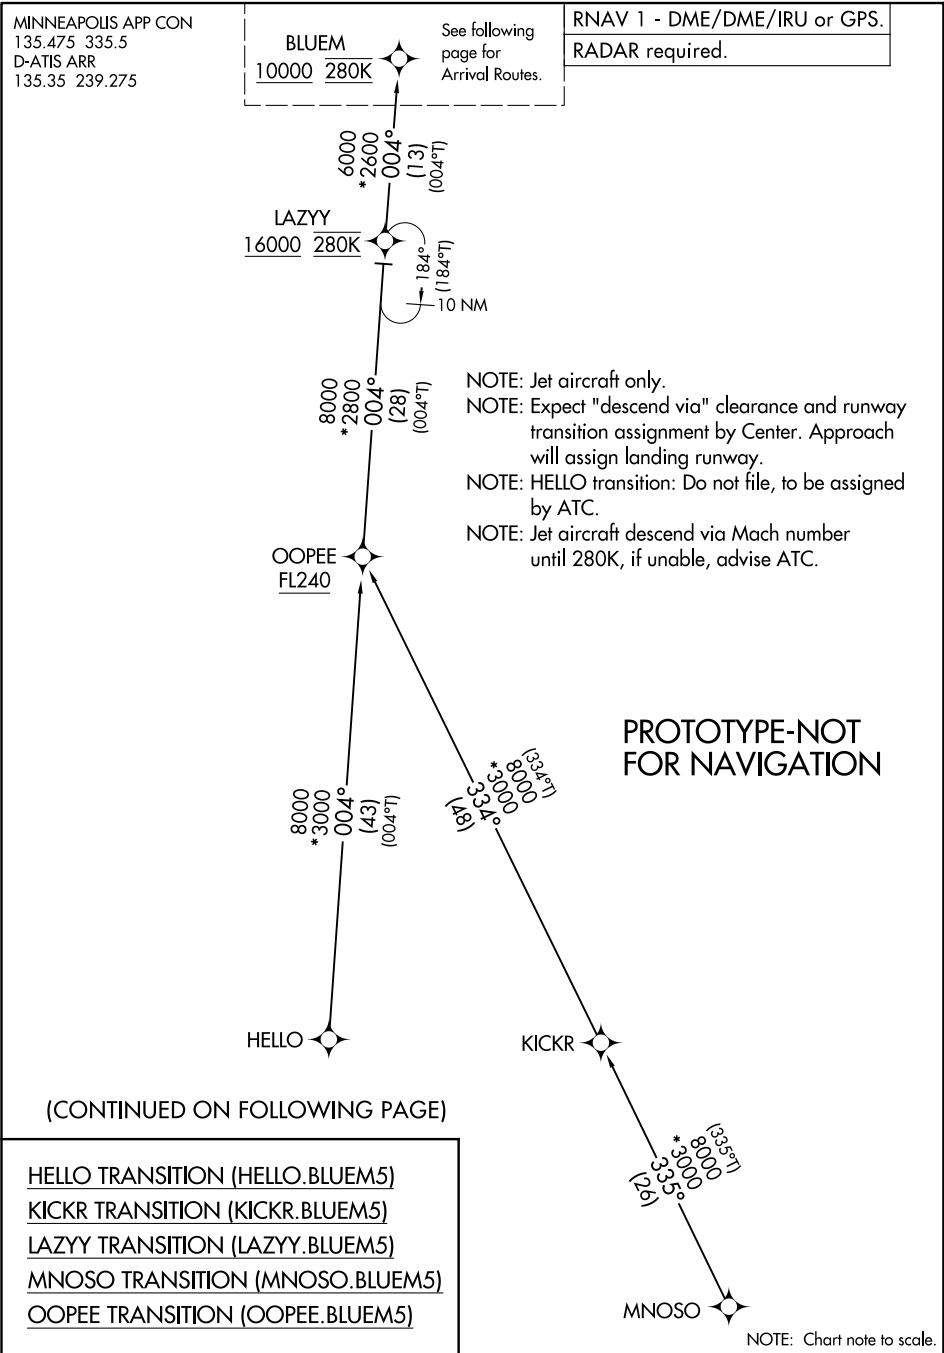 MINNEAPOLIS APP CON
135.475 335.5
D-ATIS ARR
135.35 239.275
BLUEM
10000 280K
See following
page for
Arrival Routes.
RNAV 1 - DME/DME/IRU or GPS.
RADAR required.
6000
*2600
004°
(13)
(004°T)
LAZYY
16000 280K
184°
(184°T)
10 NM
8000
*2800
004°
(28)
(004°T)
NOTE: Jet aircraft only.
NOTE: Expect "descend via" clearance and runway
transition assignment by Center. Approach
will assign landing runway.
NOTE: HELLO transition: Do not file, to be assigned
by ATC.
NOTE: Jet aircraft descend via Mach number
until 280K, if unable, advise ATC.
OOPEE
FL240
PROTOTYPE-NOT
FOR NAVIGATION
8000
*3000
004°
(43)
(004°T)
(334°T)
8000
*3000
334°
(48)
HELLO
KICKR
(CONTINUED ON FOLLOWING PAGE)
(335°T)
8000
*3000
335°
(26)
HELLO TRANSITION (HELLO.BLUEM5)
KICKR TRANSITION (KICKR.BLUEM5)
LAZYY TRANSITION (LAZYY.BLUEM5)
MNOSO TRANSITION (MNOSO.BLUEM5)
OOPEE TRANSITION (OOPEE.BLUEM5)
MNOSO
NOTE: Chart note to scale.